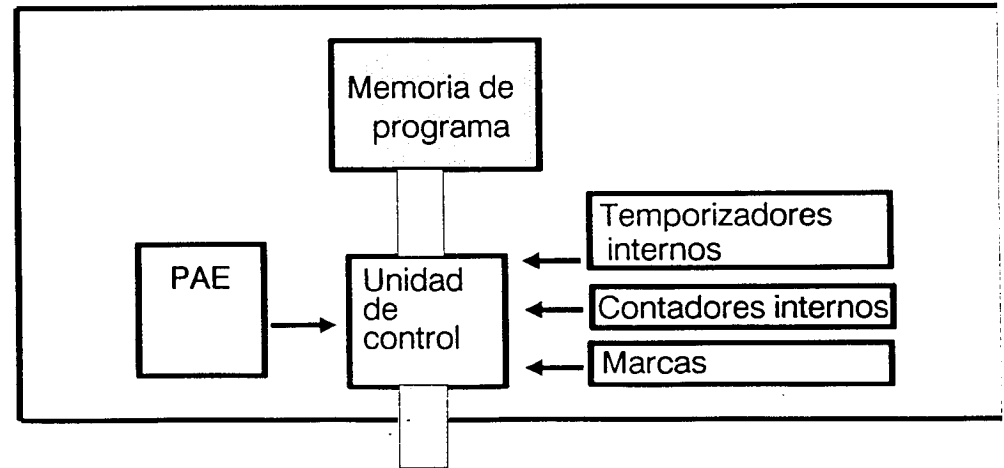 Memoria de
programa
Temporizadores
internos
PAE
Unidad
de
control
Contadores internos
Marcas